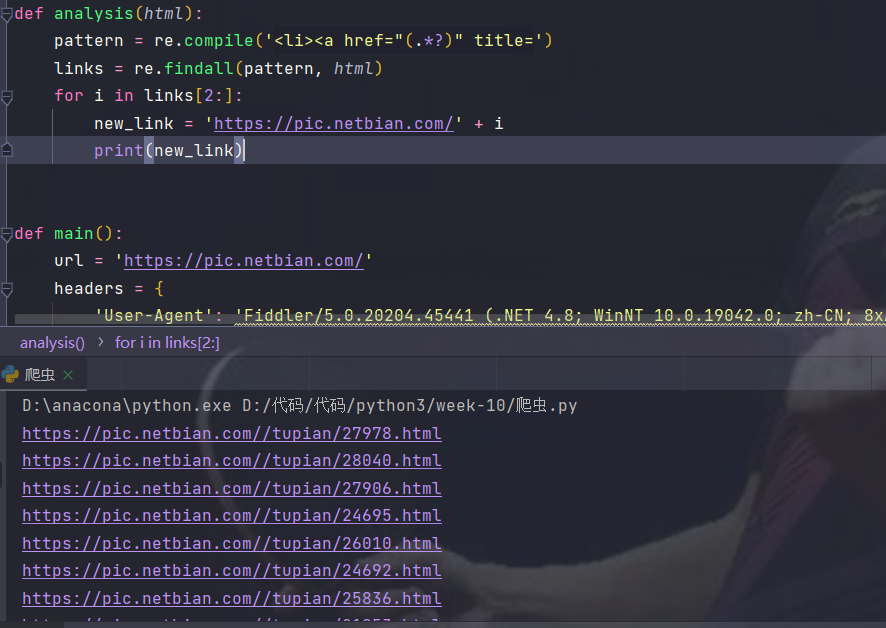 def analysis(html):
    pattern = re.compile('<li><a href="(.*?)" title=')
    links = re.findall(pattern, html)
    for i in links[2:]:
        new_link = 'https://pic.netbian.com/' + i
        print(new_link)
def main():
    url = 'https://pic.netbian.com/'
    headers = {
        'User-Agent': 'Fiddler/5.0.20204.45441 (.NET 4.8; WinNT 10.0.19042.0; zh-CN; 8x
analysis() › for i in links[2:]
爬虫 ×
D:\anacona\python.exe D:/代码/代码/python3/week-10/爬虫.py
https://pic.netbian.com//tupian/27978.html
https://pic.netbian.com//tupian/28040.html
https://pic.netbian.com//tupian/27906.html
https://pic.netbian.com//tupian/24695.html
https://pic.netbian.com//tupian/26010.html
https://pic.netbian.com//tupian/24692.html
https://pic.netbian.com//tupian/25836.html